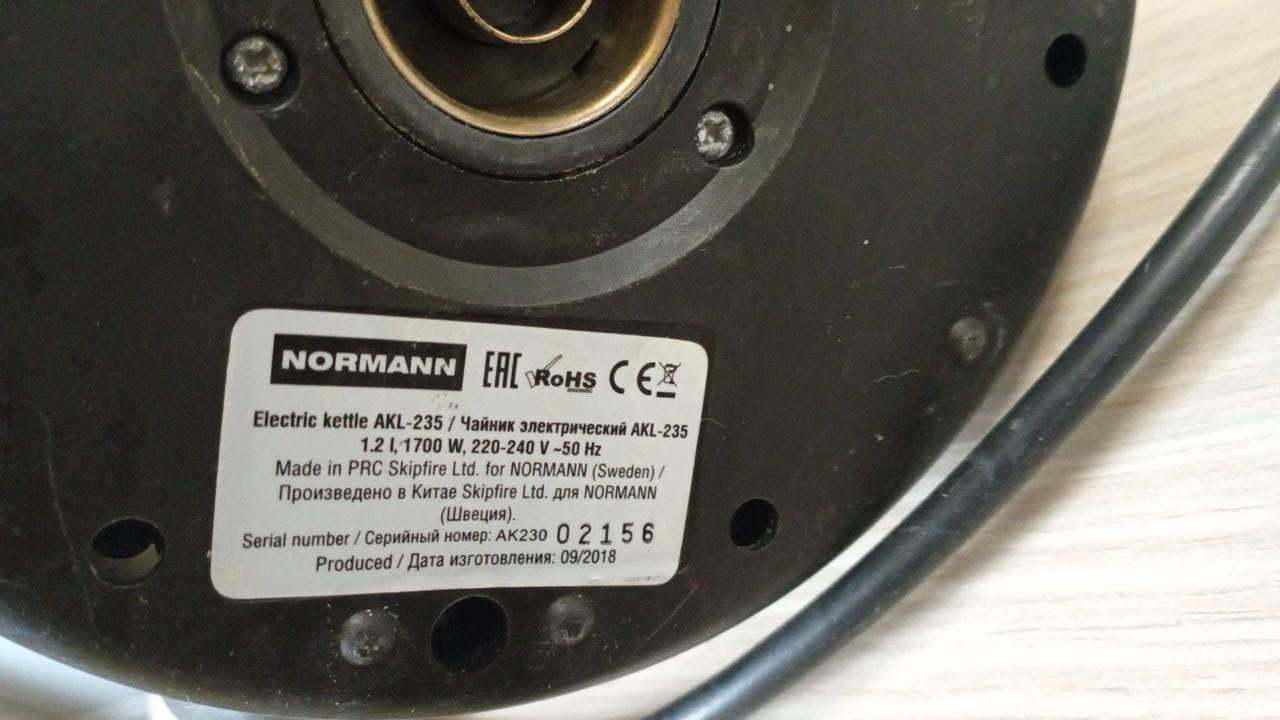 NORMANN EAC RoHS CE
Electric kettle AKL-235 / Чайник электрический AKL-235
1.2 l, 1700 W, 220-240 V ~50 Hz
Made in PRC Skipfire Ltd. for NORMANN (Sweden) /
Произведено в Китае Skipfire Ltd. для NORMANN
(Швеция).
Serial number / Серийный номер: AK230 02156
Produced / Дата изготовления: 09/2018